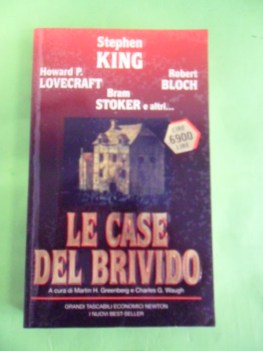 Stephen
KING
Howard P.
LOVECRAFT
Robert
BLOCH
Bram
STOKER e altri...
LIRE
6900
LIRE
LE CASE
DEL BRIVIDO
A cura di Martin H. Greenberg e Charles G. Waugh
GRANDI TASCABILI ECONOMICI NEWTON
I NUOVI BEST SELLER